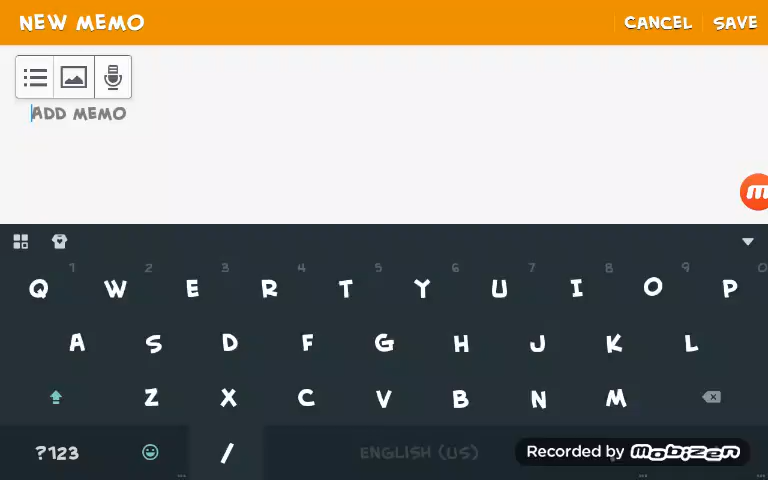 NEW MEMO CANCEL SAVE
ADD MEMO
m
1 2 3 4 5 6 7 8 9 0
Q W E R T Y U I O P
A S D F G H J K L
Z X C V B N M
?123 / ENGLISH (US) Recorded by MOBIZEN